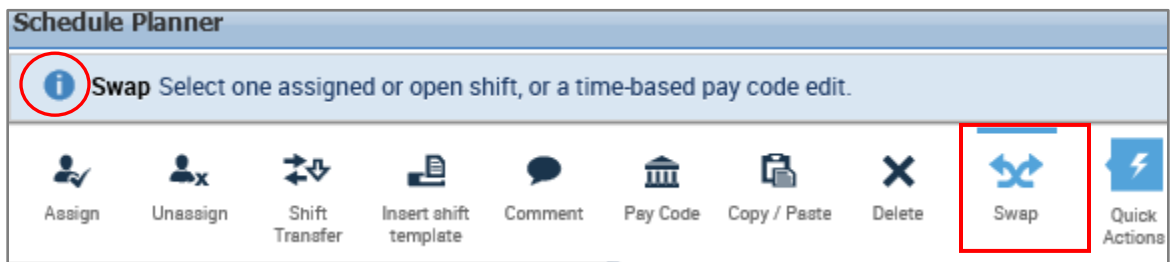 Schedule Planner
i Swap Select one assigned or open shift, or a time-based pay code edit.
Assign Unassign Shift Transfer Insert shift template Comment Pay Code Copy / Paste Delete Swap Quick Actions